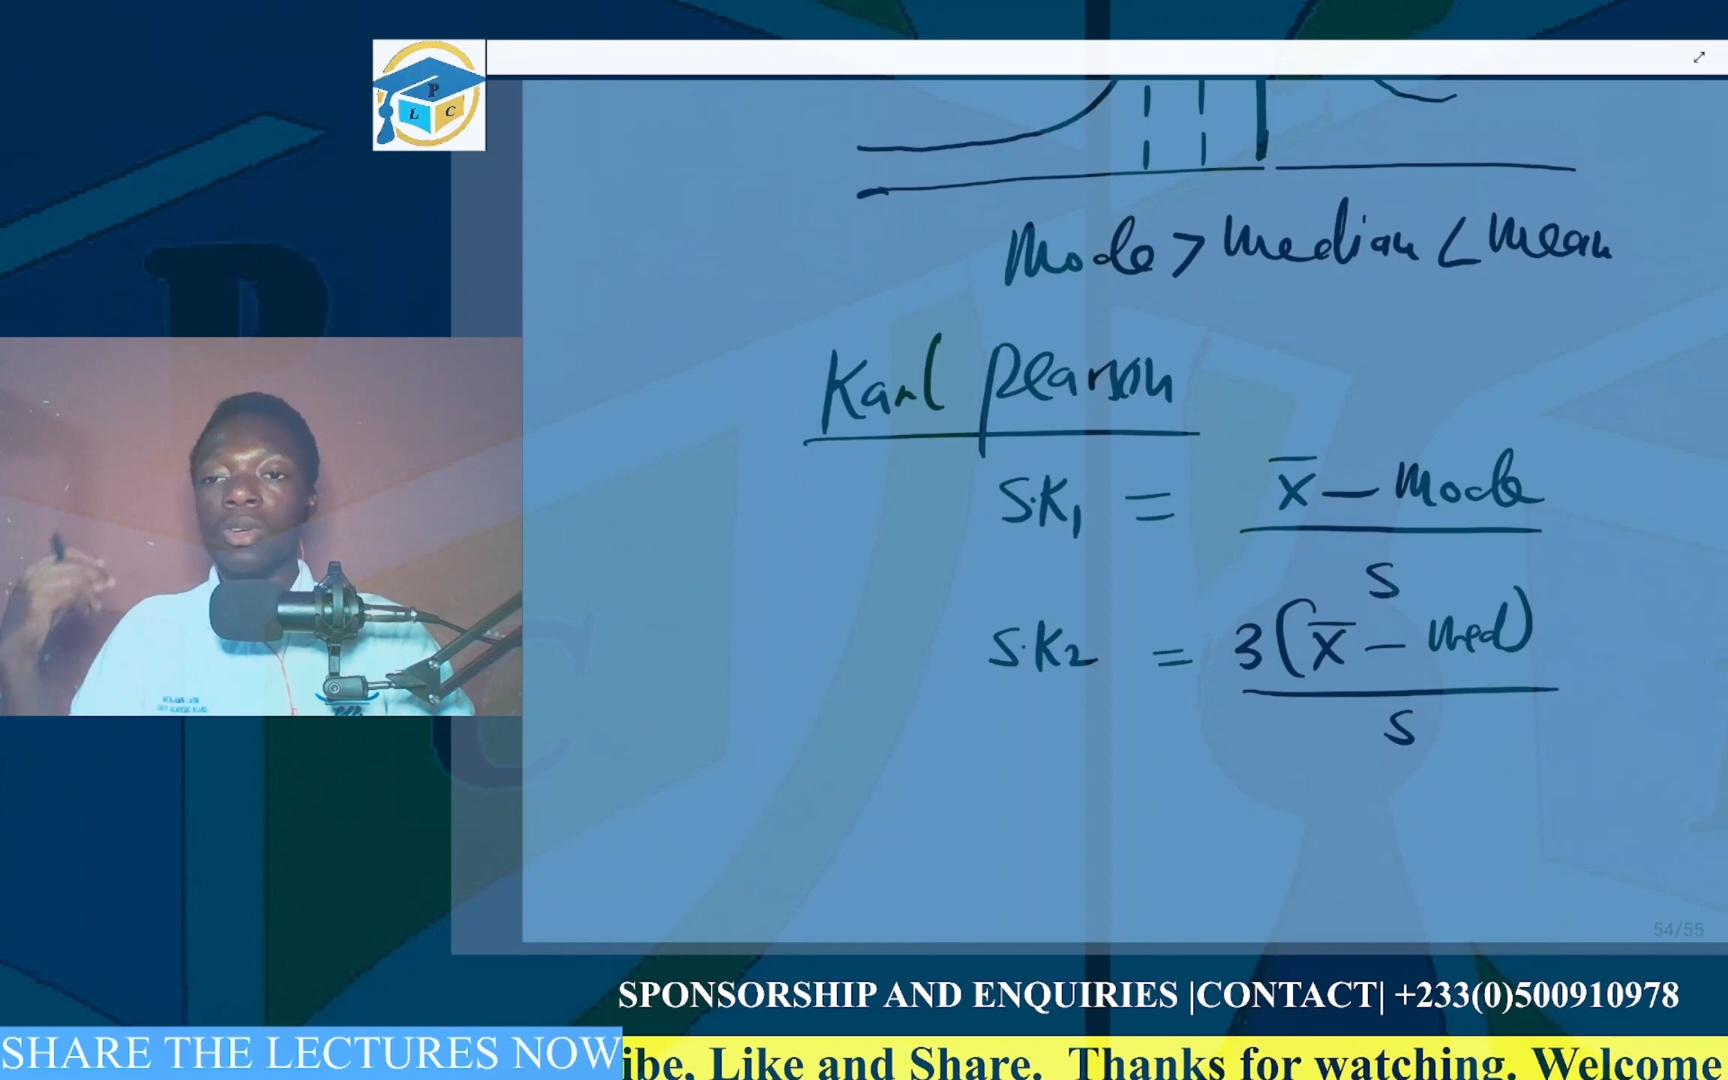 P
L C
Mode > Median < Mean
Karl Pearson
S.K1 = x̄ – Mode
S
S.K2 = 3(x̄ – Med)
S
54/55
SPONSORSHIP AND ENQUIRIES |CONTACT| +233(0)500910978
SHARE THE LECTURES NOW
ibe, Like and Share. Thanks for watching. Welcome